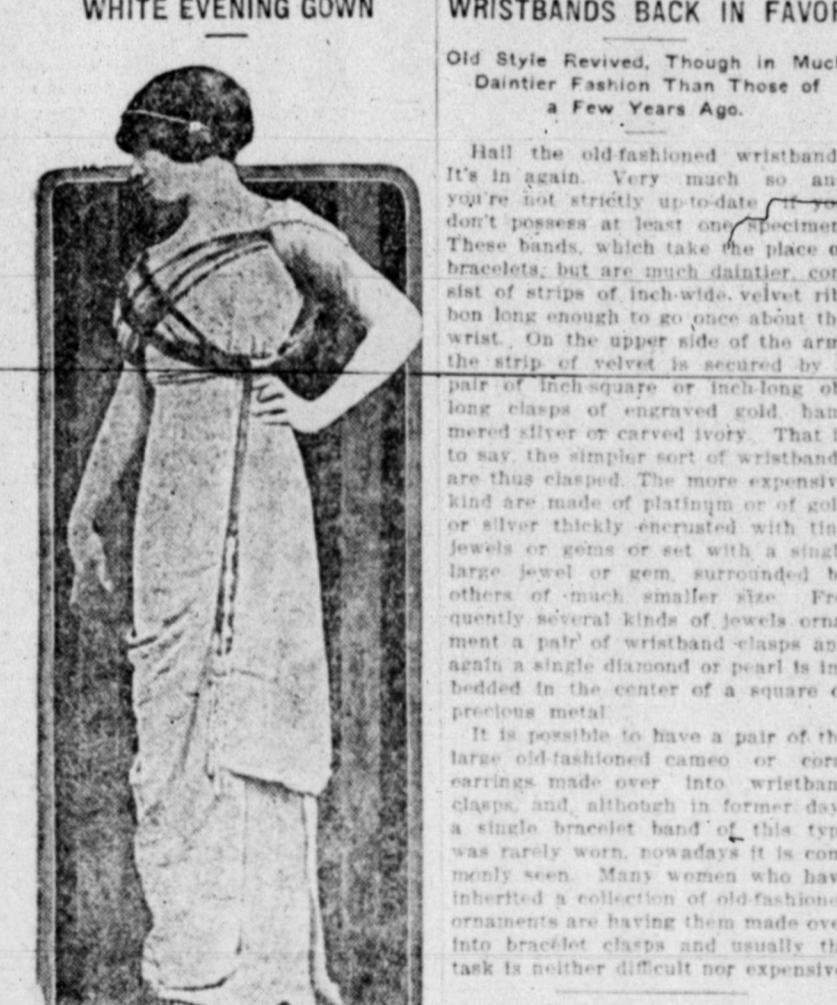 WHITE EVENING GOWN
WRISTBANDS BACK IN FAVOR
Old Style Revived, Though in Much
Daintier Fashion Than Those of
a Few Years Ago.
Hail the old-fashioned wristband.
It's in again. Very much so an
you're not strictly up-to-date if yo
don't possess at least one specimen
These bands, which take the place o
bracelets, but are much daintier, con
sist of strips of inch-wide velvet rib
bon long enough to go once about th
wrist. On the upper side of the arm
the strip of velvet is secured by
pair of inch-square or inch-long ob
long clasps of engraved gold, ham
mered silver or carved ivory. That i
to say, the simpler sort of wristband
are thus clasped. The more expensiv
kind are made of platinum or of gol
or silver thickly encrusted with tin
jewels or gems or set with a singl
large jewel or gem, surrounded b
others of much smaller size. Fre
quently several kinds of jewels orna
ment a pair of wristband clasps an
again a single diamond or pearl is im
bedded in the center of a square o
precious metal
It is possible to have a pair of th
large old-fashioned cameo or cora
earrings made over into wristban
clasps, and, although in former day
a single bracelet band of this typ
was rarely worn, nowadays it is com
monly seen. Many women who hav
inherited a collection of old-fashione
ornaments are having them made ove
into bracelet clasps and usually th
task is neither difficult nor expensive